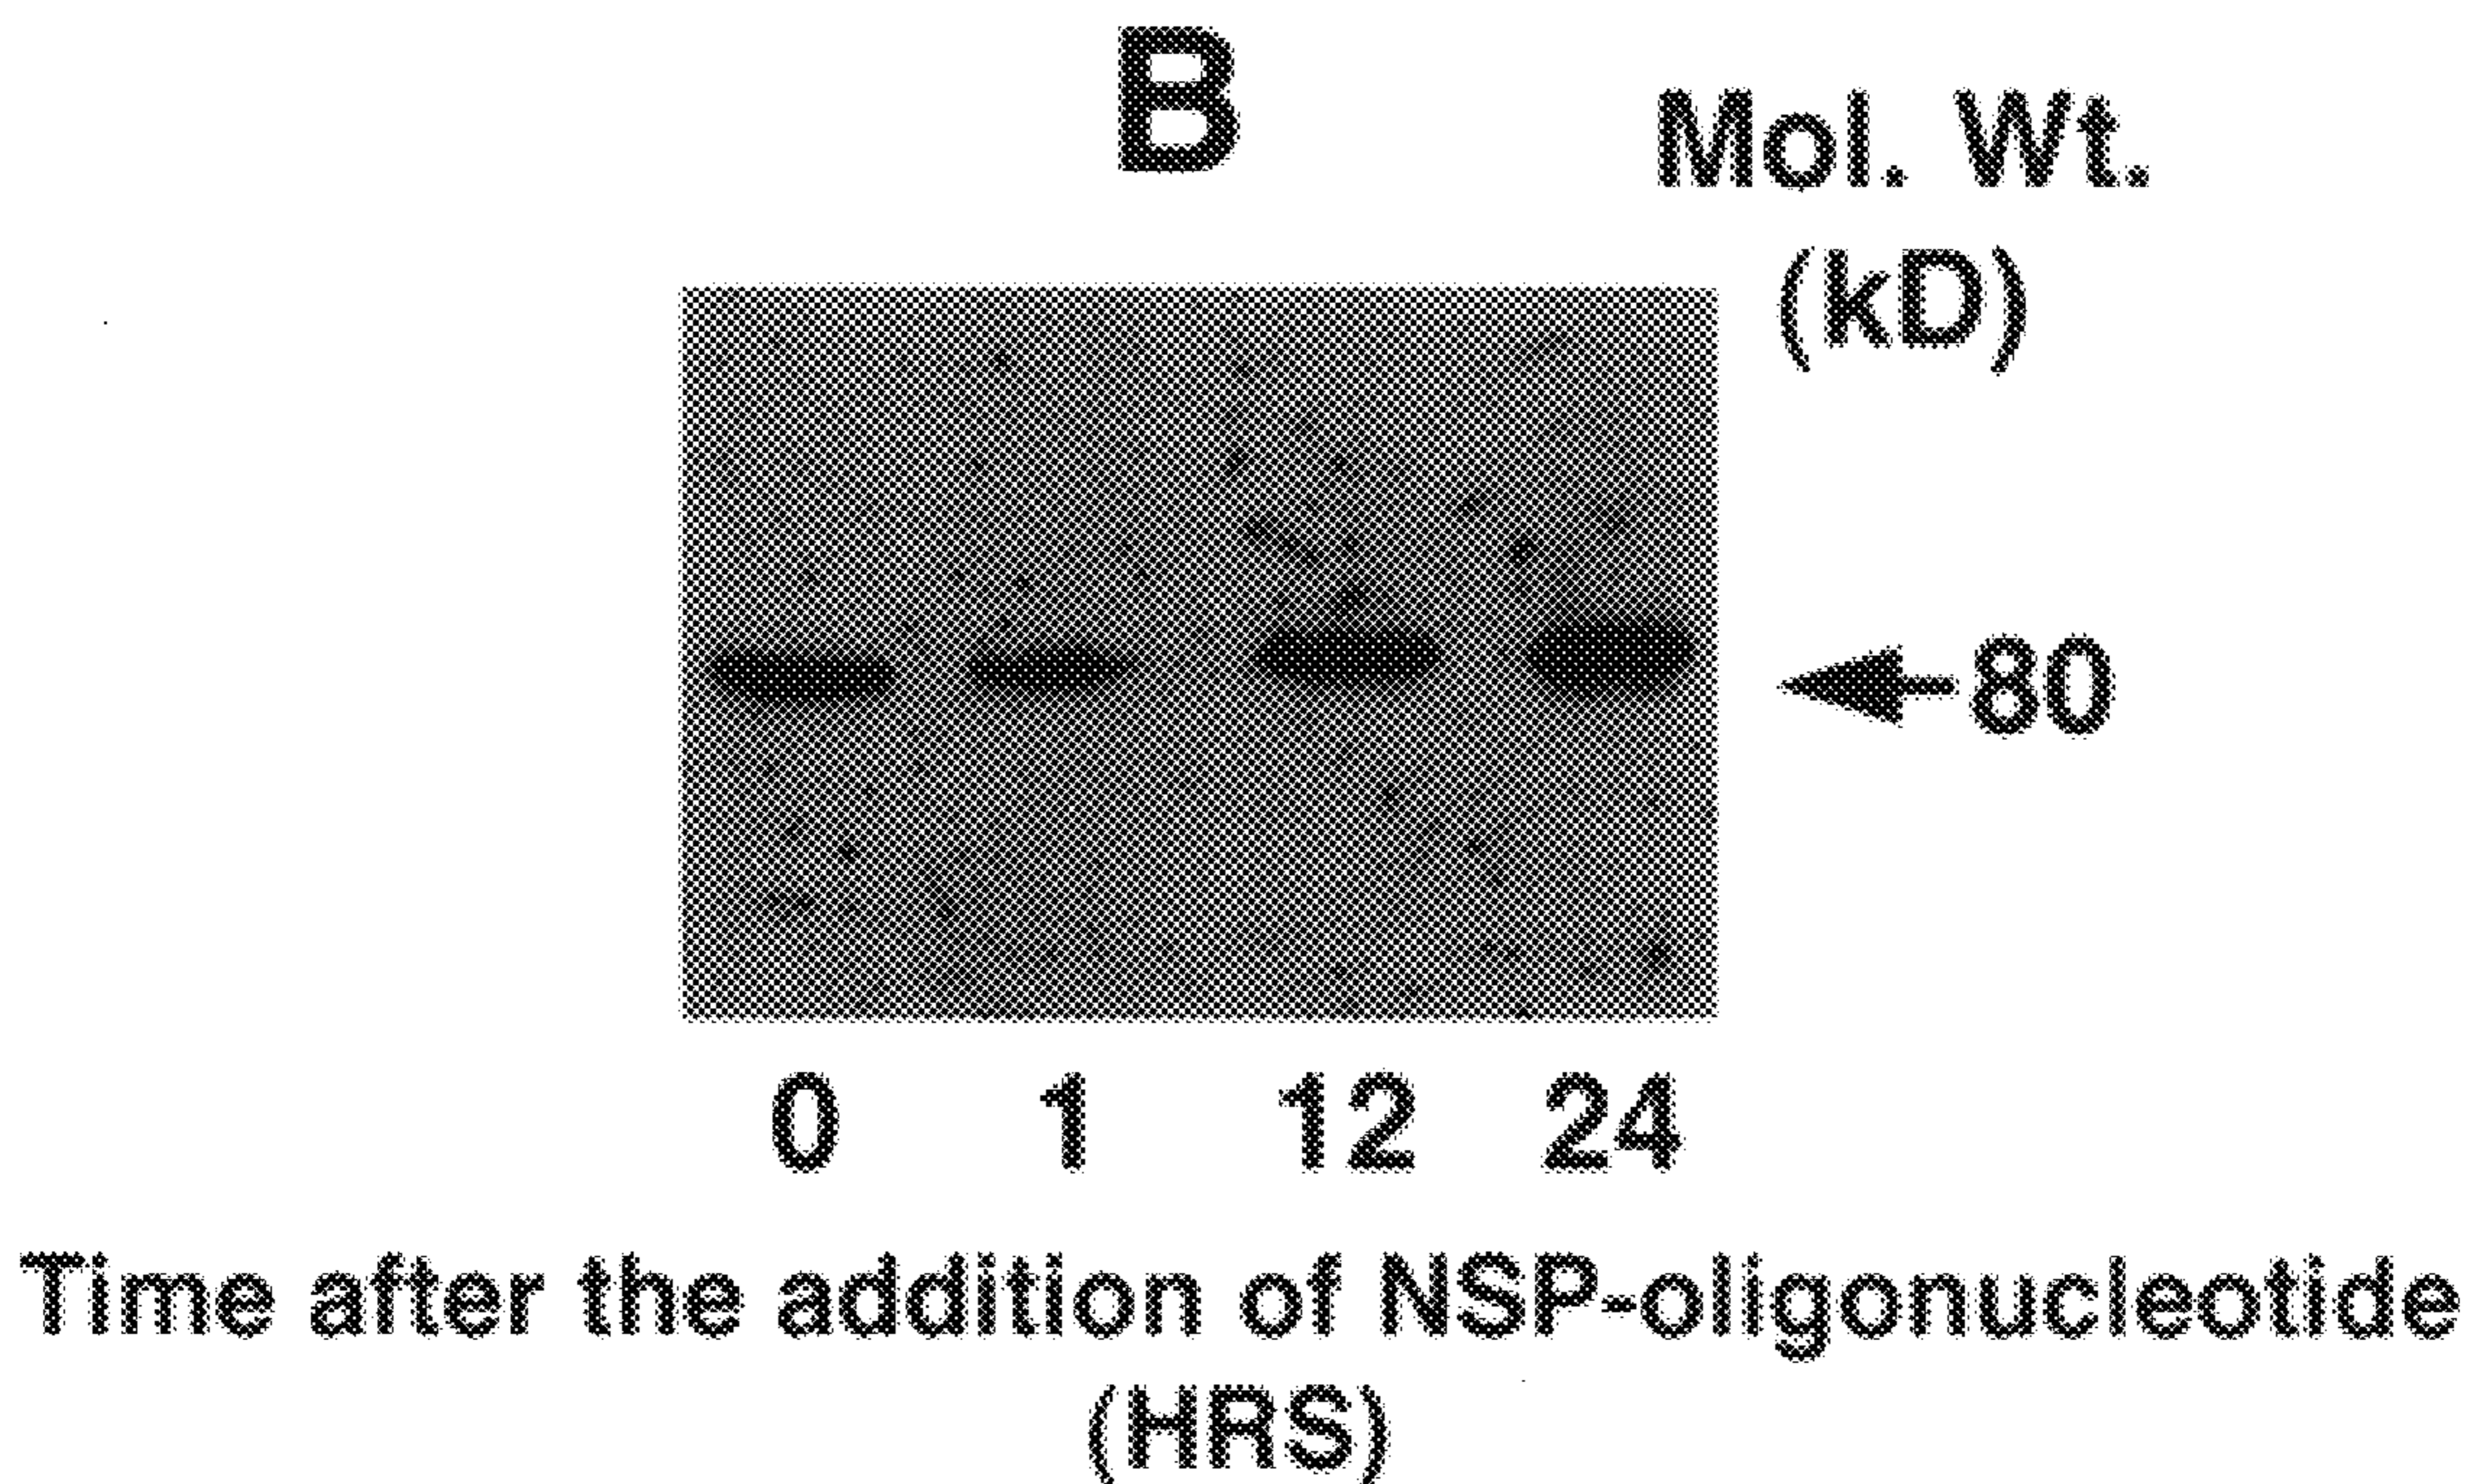 B
Mol. Wt.
(kD)
80
0 1 12 24
Time after the addition of NSP-oligonucleotide
(HRS)